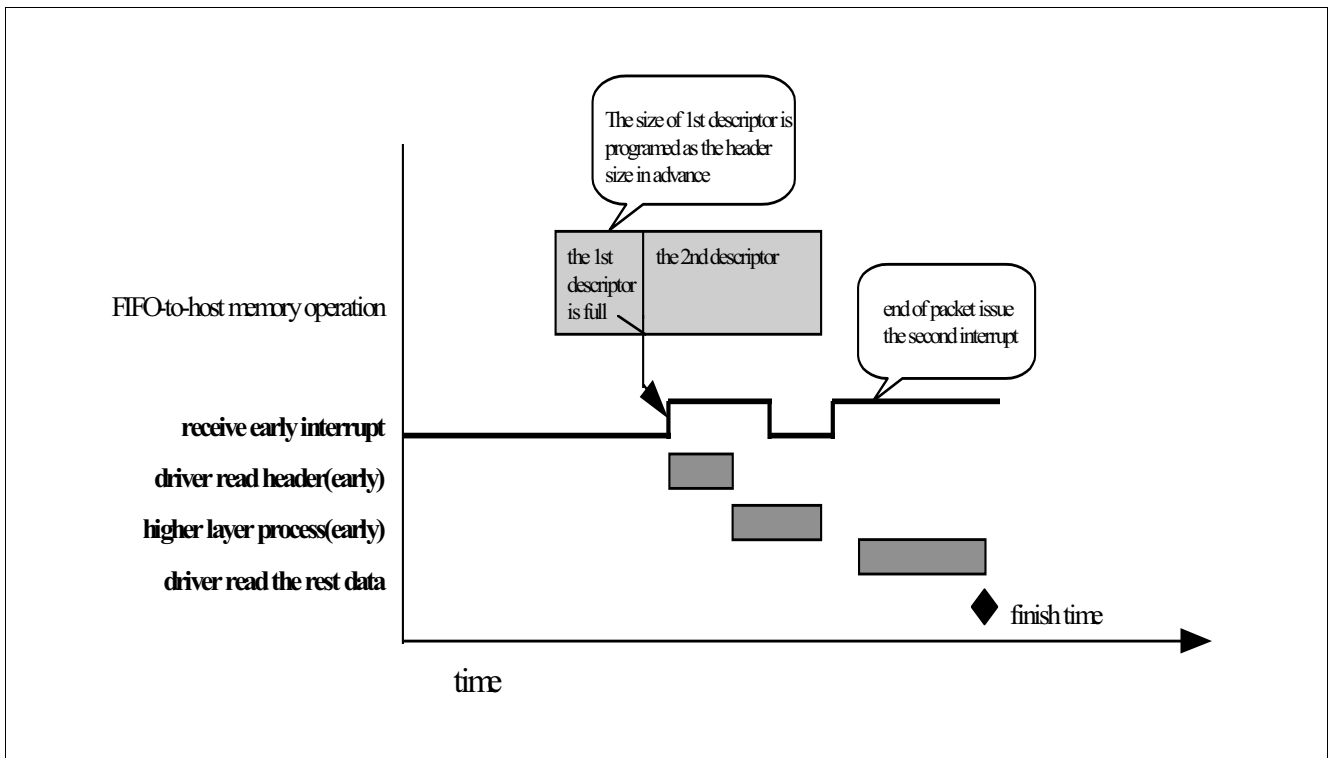 The size of 1st descriptor is
programed as the header
size in advance
the 1st
descriptor
is full
the 2nd descriptor
FIFO-to-host memory operation
end of packet issue
the second interrupt
receive early interrupt
driver read header(early)
higher layer process(early)
driver read the rest data
finish time
time